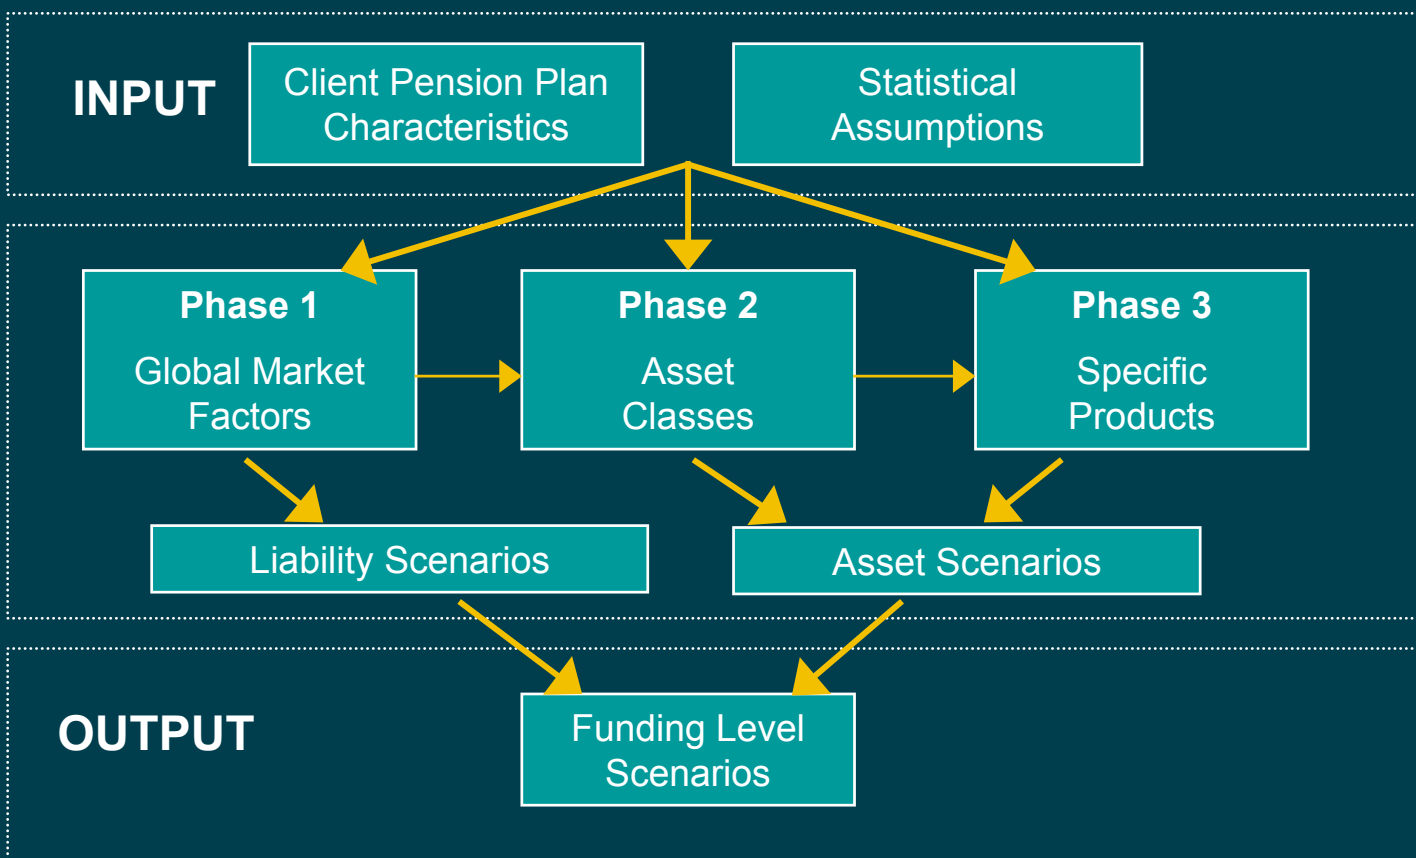 INPUT
Client Pension Plan
Characteristics
Statistical
Assumptions
Phase 1
Global Market
Factors
Phase 2
Asset
Classes
Phase 3
Specific
Products
Liability Scenarios
Asset Scenarios
OUTPUT
Funding Level
Scenarios